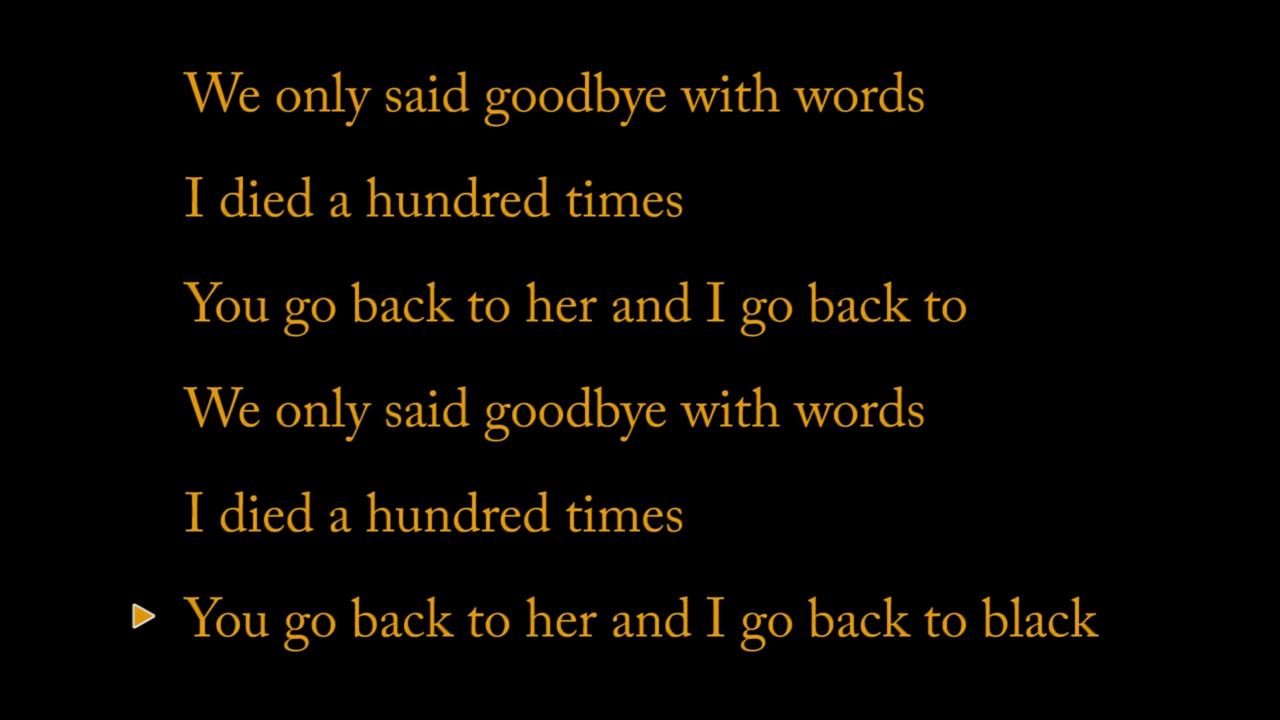 We only said goodbye with words
I died a hundred times
You go back to her and I go back to
We only said goodbye with words
I died a hundred times
You go back to her and I go back to black